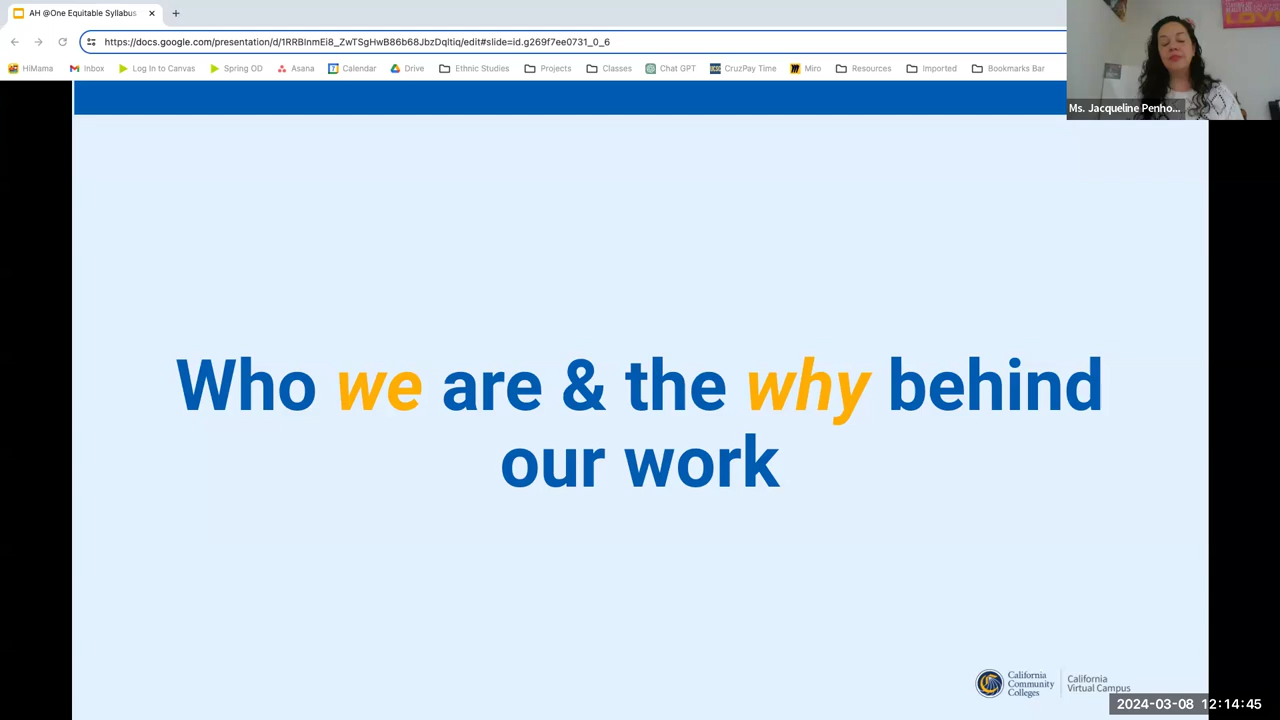 AH @One Equitable Syllabus
https://docs.google.com/presentation/d/1RRBlnmEi8_ZwTSgHwB86b68JbzDqltiq/edit#slide=id.g269f7ee0731_0_6
HiMama Inbox Log In to Canvas Spring OD Asana Calendar Drive Ethnic Studies Projects Classes Chat GPT CruzPay Time Miro Resources Imported Bookmarks Bar
LOVE
Ms. Jacqueline Penho...
Who we are & the why behind
our work
California
Community
Colleges
California
Virtual Campus
2024-03-08 12:14:45